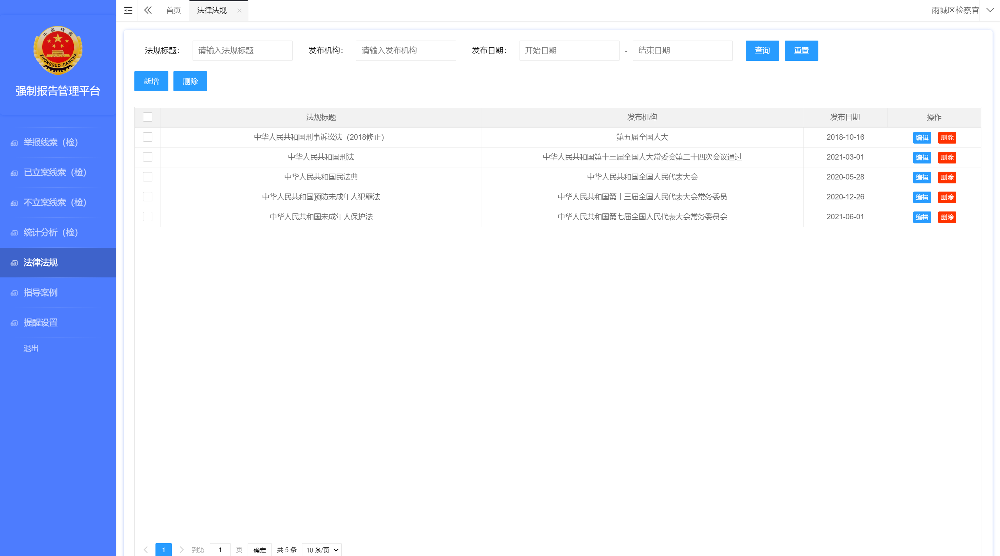 首页
法律法规
雨城区检察官
中国检察
ZHONGGUO JIANCHA
强制报告管理平台
举报线索（检）
已立案线索（检）
不立案线索（检）
统计分析（检）
法律法规
指导案例
提醒设置
退出
法规标题： 请输入法规标题 发布机构： 请输入发布机构 发布日期： 开始日期 - 结束日期 查询 重置
新增 删除
法规标题 发布机构 发布日期 操作
中华人民共和国刑事诉讼法（2018修正） 第五届全国人大 2018-10-16 编辑 删除
中华人民共和国刑法 中华人民共和国第十三届全国人大常委会第二十四次会议通过 2021-03-01 编辑 删除
中华人民共和国民法典 中华人民共和国全国人民代表大会 2020-05-28 编辑 删除
中华人民共和国预防未成年人犯罪法 中华人民共和国第十三届全国人民代表大会常务委员 2020-12-26 编辑 删除
中华人民共和国未成年人保护法 中华人民共和国第七届全国人民代表大会常务委员会 2021-06-01 编辑 删除
1 到第 1 页 确定 共 5 条 10 条/页